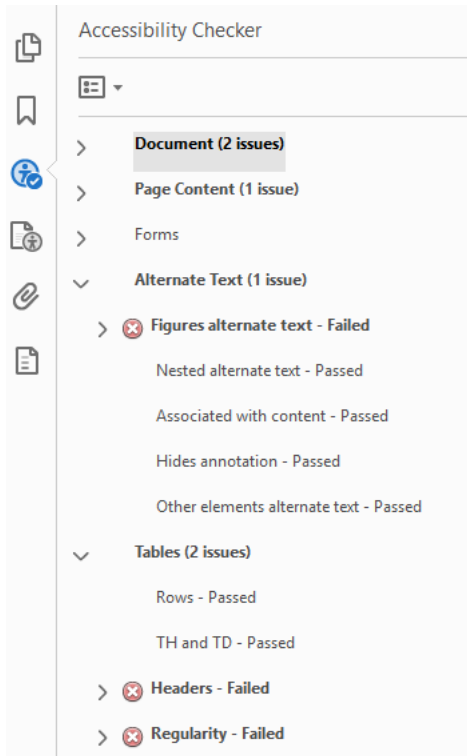 Accessibility Checker
Document (2 issues)
Page Content (1 issue)
Forms
Alternate Text (1 issue)
Figures alternate text - Failed
Nested alternate text - Passed
Associated with content - Passed
Hides annotation - Passed
Other elements alternate text - Passed
Tables (2 issues)
Rows - Passed
TH and TD - Passed
Headers - Failed
Regularity - Failed